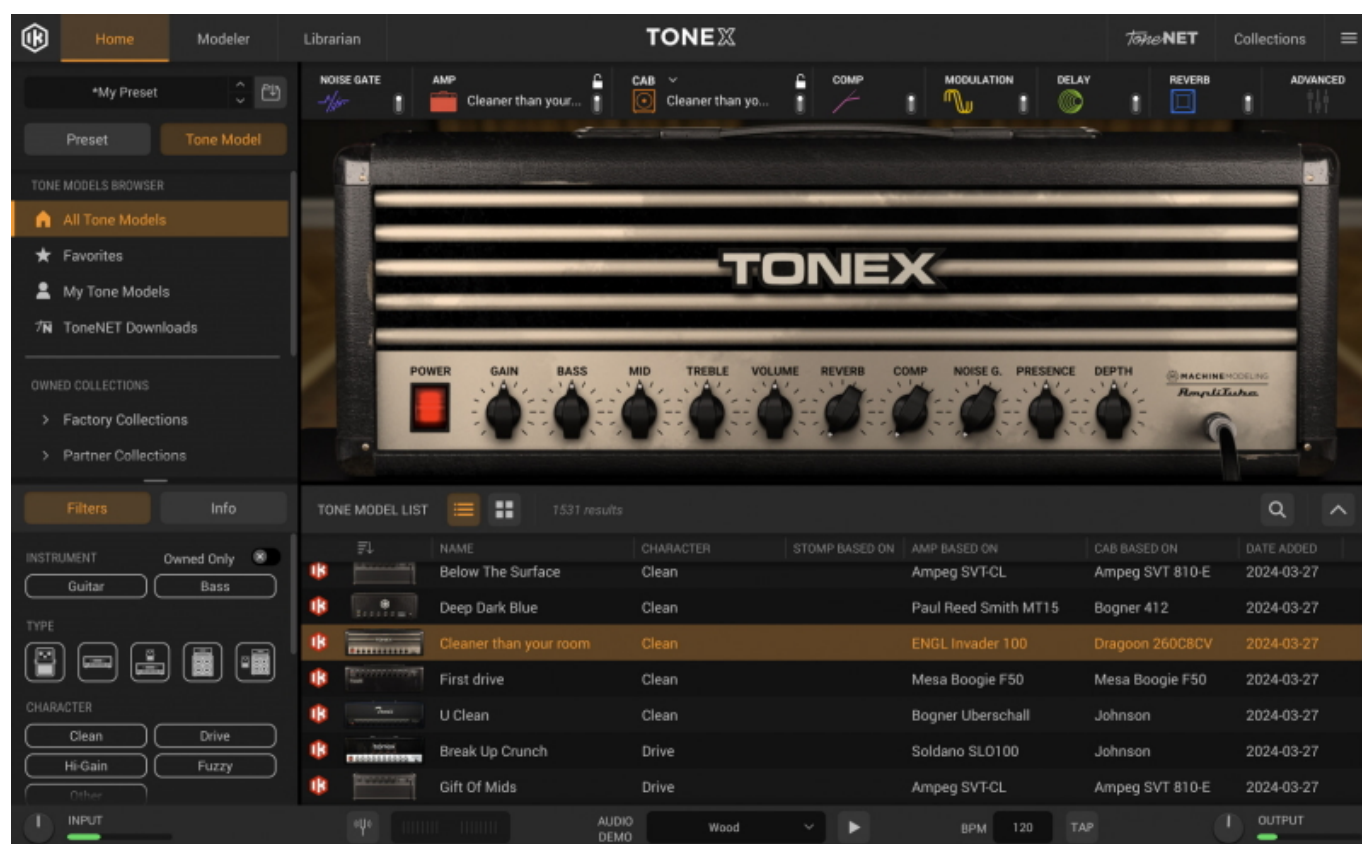 Home Modeler Librarian TONEX ToneNET Collections
*My Preset
NOISE GATE AMP CAB COMP MODULATION DELAY REVERB ADVANCED
Cleaner than your... Cleaner than yo...
Preset Tone Model
TONE MODELS BROWSER
All Tone Models
Favorites
My Tone Models
ToneNET Downloads
OWNED COLLECTIONS
Factory Collections
Partner Collections
TONEX
POWER GAIN BASS MID TREBLE VOLUME REVERB COMP NOISE G. PRESENCE DEPTH
MACHINE MODELING
AmpliTube
Filters Info
INSTRUMENT Owned Only
Guitar Bass
TYPE
CHARACTER
Clean Drive
Hi-Gain Fuzzy
Other
TONE MODEL LIST 1531 results
NAME CHARACTER STOMP BASED ON AMP BASED ON CAB BASED ON DATE ADDED
Below The Surface Clean Ampeg SVT-CL Ampeg SVT 810-E 2024-03-27
Deep Dark Blue Clean Paul Reed Smith MT15 Bogner 412 2024-03-27
Cleaner than your room Clean ENGL Invader 100 Dragoon 260C8CV 2024-03-27
First drive Clean Mesa Boogie F50 Mesa Boogie F50 2024-03-27
U Clean Clean Bogner Uberschall Johnson 2024-03-27
Break Up Crunch Drive Soldano SLO100 Johnson 2024-03-27
Gift Of Mids Drive Ampeg SVT-CL Ampeg SVT 810-E 2024-03-27
INPUT AUDIO DEMO Wood BPM 120 TAP OUTPUT